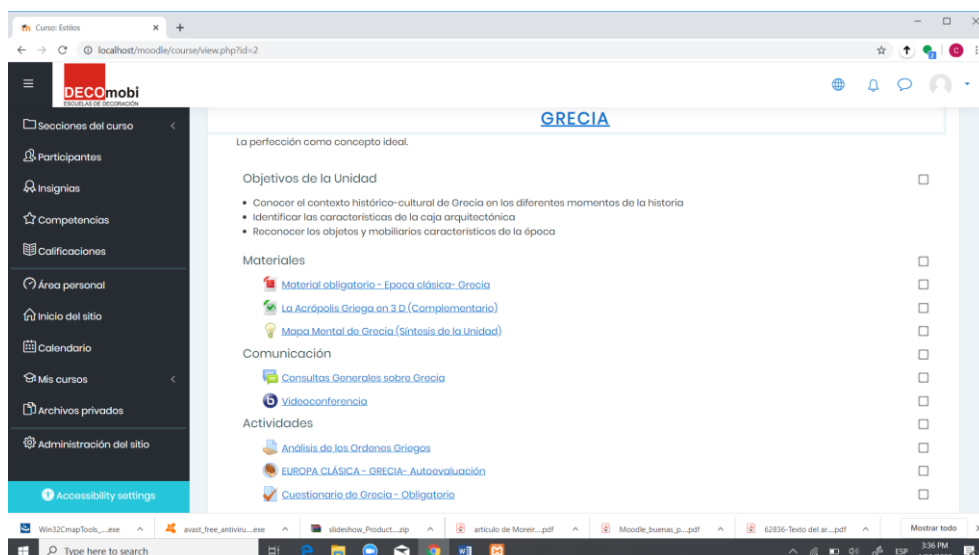 Curso: Estilos
localhost/moodle/course/view.php?id=2
DECOmobi
ESCUELAS DE DECORACIÓN
GRECIA
Secciones del curso
La perfección como concepto ideal.
Participantes
Objetivos de la Unidad
Insignias
Conocer el contexto histórico-cultural de Grecia en los diferentes momentos de la historia
Identificar las características de la caja arquitectónica
Competencias
Reconocer los objetos y mobiliarios característicos de la época
Calificaciones
Materiales
Área personal
Material obligatorio - Epoca clásica- Grecia
La Acrópolis Griega en 3 D (Complementario)
Inicio del sitio
Mapa Mental de Grecia (Síntesis de la Unidad)
Calendario
Comunicación
Mis cursos
Consultas Generales sobre Grecia
Videoconferencia
Archivos privados
Actividades
Administración del sitio
Análisis de los Ordenes Griegos
EUROPA CLÁSICA - GRECIA- Autoevaluación
Accessibility settings
Cuestionario de Grecia - Obligatorio
Win32CmapTools_....exe
avast_free_antiviru....exe
slideshow_Product....zip
artículo de Moreir....pdf
Moodle_buenas_p....pdf
62836-Texto del ar....pdf
Mostrar todo
Type here to search
ESP
3:36 PM